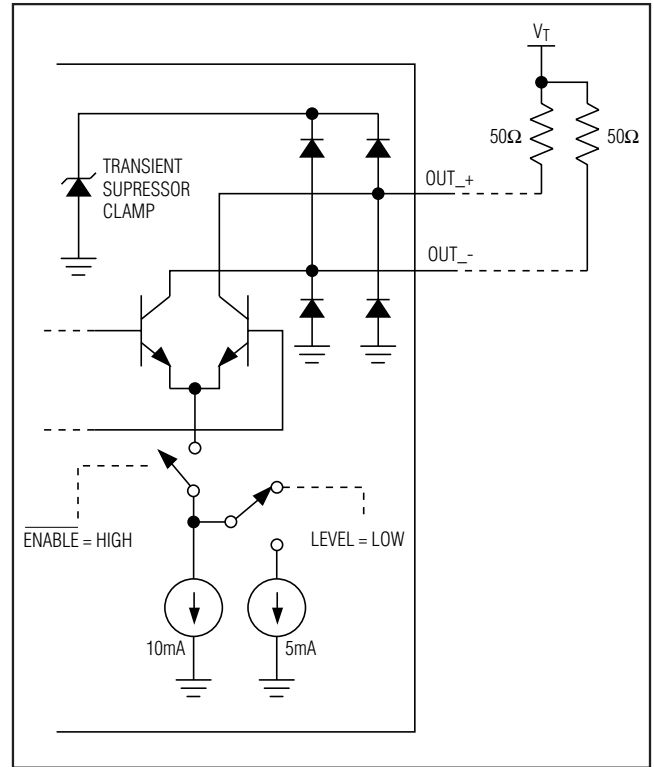 V_T
50Ω
50Ω
TRANSIENT
SUPRESSOR
CLAMP
OUT_+
OUT_-
ENABLE = HIGH
LEVEL = LOW
10mA
5mA